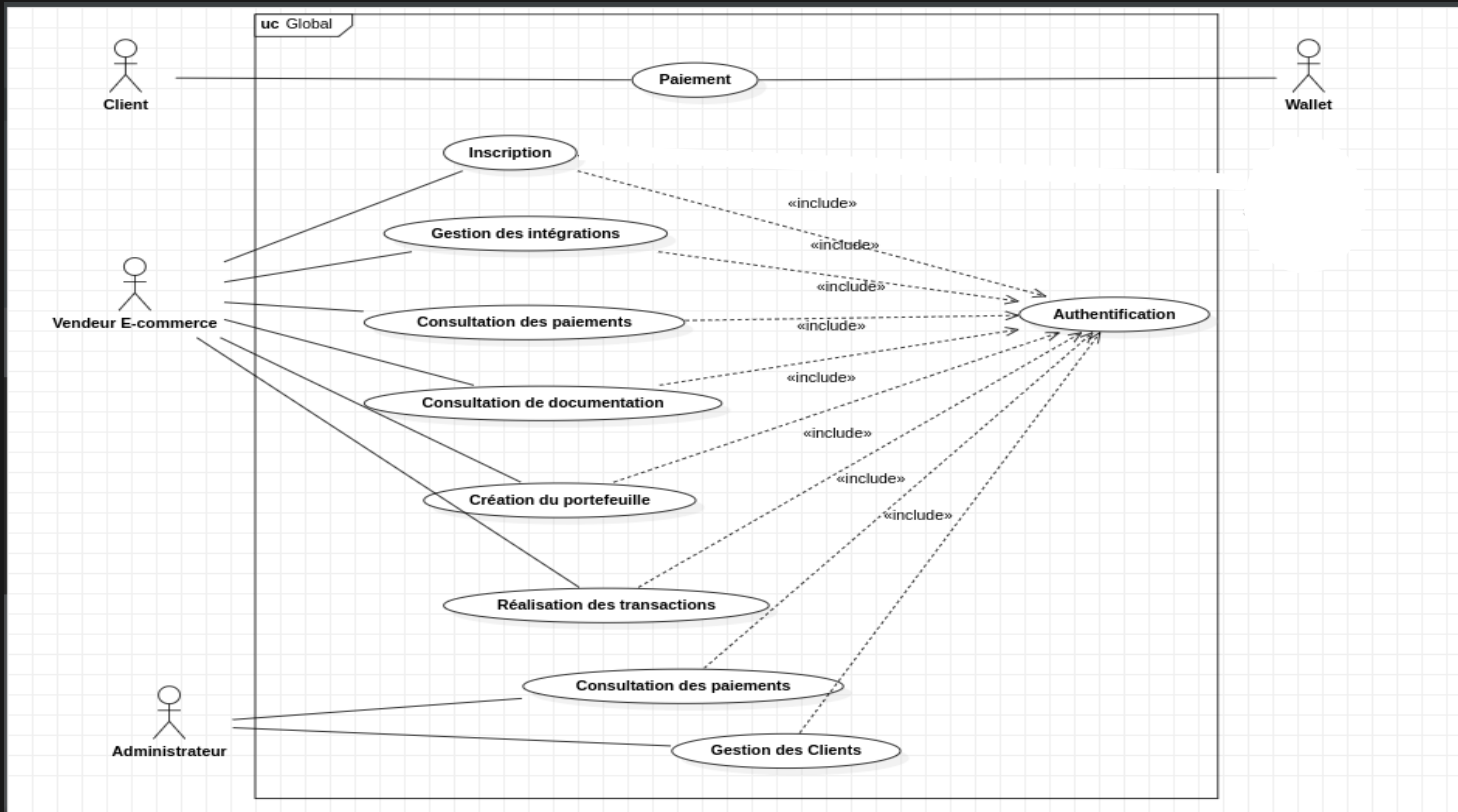 uc Global
Client
Paiement
Wallet
Inscription
«include»
Gestion des intégrations
«include»
«include»
Vendeur E-commerce
Consultation des paiements
«include»
Authentification
«include»
Consultation de documentation
«include»
«include»
Création du portefeuille
«include»
Réalisation des transactions
Consultation des paiements
Administrateur
Gestion des Clients